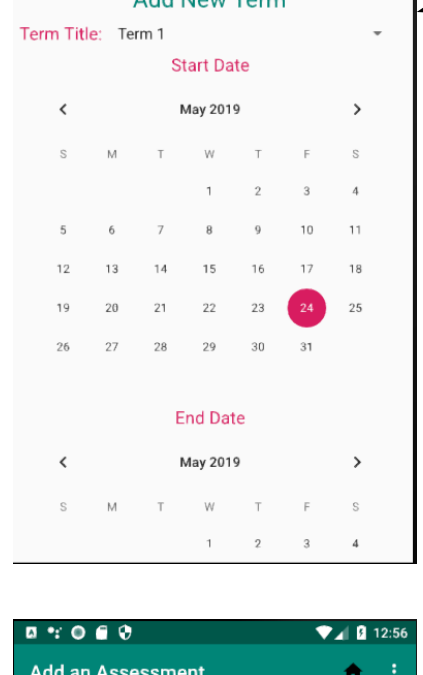 Add New Term
Term Title: Term 1
Start Date
May 2019
S M T W T F S
1 2 3 4
5 6 7 8 9 10 11
12 13 14 15 16 17 18
19 20 21 22 23 24 25
26 27 28 29 30 31
End Date
May 2019
S M T W T F S
1 2 3 4
12:56
Add an Assessment